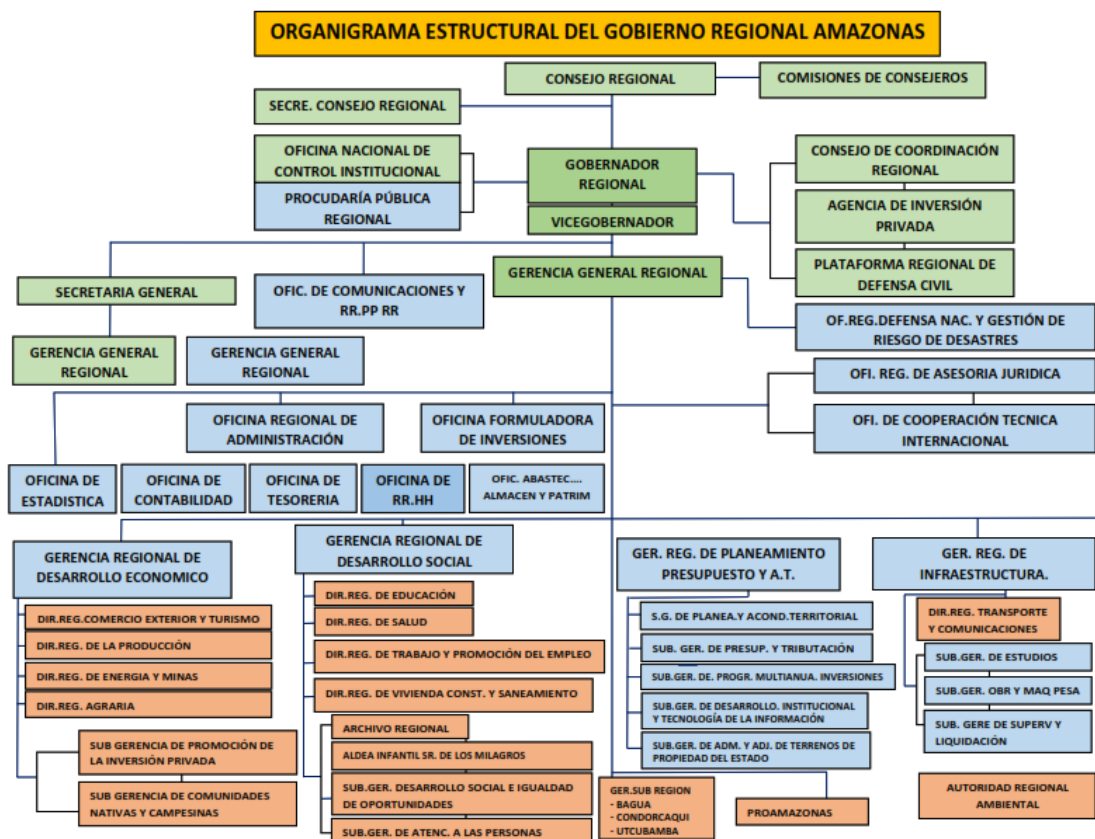 ORGANIGRAMA ESTRUCTURAL DEL GOBIERNO REGIONAL AMAZONAS
CONSEJO REGIONAL
COMISIONES DE CONSEJEROS
SECRE. CONSEJO REGIONAL
OFICINA NACIONAL DE
CONTROL INSTITUCIONAL
PROCUDARÍA PÚBLICA
REGIONAL
GOBERNADOR
REGIONAL
VICEGOBERNADOR
CONSEJO DE COORDINACIÓN
REGIONAL
AGENCIA DE INVERSIÓN
PRIVADA
PLATAFORMA REGIONAL DE
DEFENSA CIVIL
SECRETARIA GENERAL
OFIC. DE COMUNICACIONES Y
RR.PP RR
GERENCIA GENERAL REGIONAL
OF.REG.DEFENSA NAC. Y GESTIÓN DE
RIESGO DE DESASTRES
GERENCIA GENERAL
REGIONAL
GERENCIA GENERAL
REGIONAL
OFI. REG. DE ASESORIA JURIDICA
OFICINA REGIONAL DE
ADMINISTRACIÓN
OFICINA FORMULADORA
DE INVERSIONES
OFI. DE COOPERACIÓN TECNICA
INTERNACIONAL
OFICINA DE
ESTADISTICA
OFICINA DE
CONTABILIDAD
OFICINA DE
TESORERIA
OFICINA DE
RR.HH
OFIC. ABASTEC....
ALMACEN Y PATRIM
GERENCIA REGIONAL DE
DESARROLLO ECONOMICO
DIR.REG.COMERCIO EXTERIOR Y TURISMO
DIR.REG. DE LA PRODUCCIÓN
DIR.REG. DE ENERGIA Y MINAS
DIR.REG. AGRARIA
SUB GERENCIA DE PROMOCIÓN DE
LA INVERSIÓN PRIVADA
SUB GERENCIA DE COMUNIDADES
NATIVAS Y CAMPESINAS
GERENCIA REGIONAL DE
DESARROLLO SOCIAL
DIR.REG. DE EDUCACIÓN
DIR.REG. DE SALUD
DIR.REG. DE TRABAJO Y PROMOCIÓN DEL EMPLEO
DIR.REG. DE VIVIENDA CONST. Y SANEAMIENTO
ARCHIVO REGIONAL
ALDEA INFANTIL SR. DE LOS MILAGROS
SUB.GER. DESARROLLO SOCIAL E IGUALDAD
DE OPORTUNIDADES
SUB.GER. DE ATENC. A LAS PERSONAS
GER. REG. DE PLANEAMIENTO
PRESUPUESTO Y A.T.
S.G. DE PLANEA.Y ACOND.TERRITORIAL
SUB. GER. DE PRESUP. Y TRIBUTACIÓN
SUB.GER. DE. PROGR. MULTIANUA. INVERSIONES
SUB.GER. DE DESARROLLO. INSTITUCIONAL
Y TECNOLOGÍA DE LA INFORMACIÓN
SUB.GER. DE ADM. Y ADJ. DE TERRENOS DE
PROPIEDAD DEL ESTADO
GER.SUB REGION
- BAGUA
- CONDORCAQUI
- UTCUBAMBA
PROAMAZONAS
GER. REG. DE
INFRAESTRUCTURA.
DIR.REG. TRANSPORTE
Y COMUNICACIONES
SUB.GER. DE ESTUDIOS
SUB.GER. OBR Y MAQ PESA
SUB. GERE DE SUPERV Y
LIQUIDACIÓN
AUTORIDAD REGIONAL
AMBIENTAL